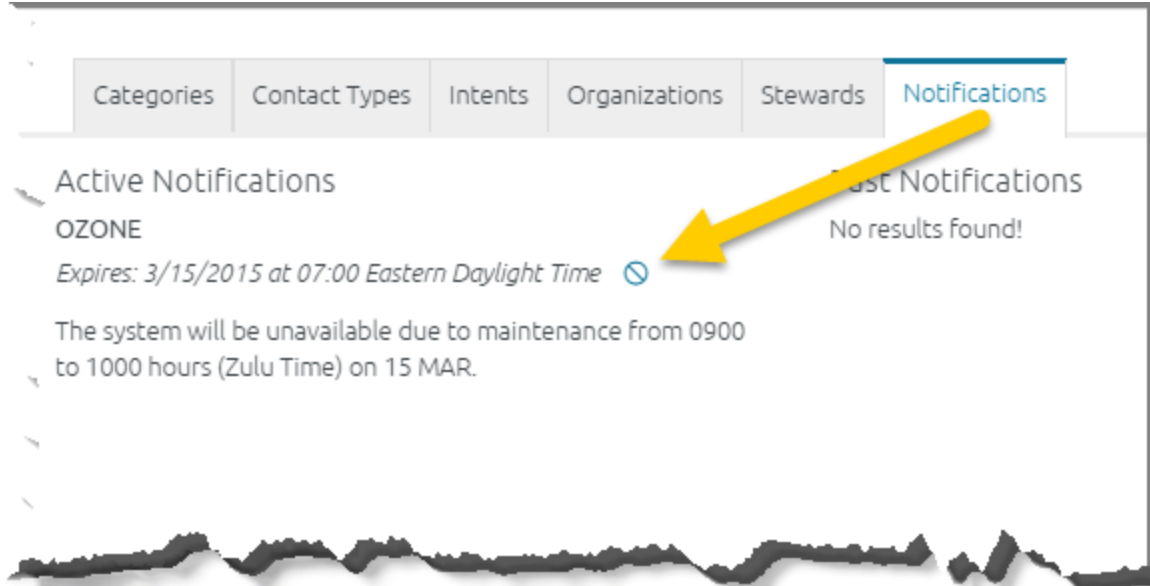 Categories Contact Types Intents Organizations Stewards Notifications
Active Notifications
OZONE
Expires: 3/15/2015 at 07:00 Eastern Daylight Time
The system will be unavailable due to maintenance from 0900
to 1000 hours (Zulu Time) on 15 MAR.
Notifications
No results found!